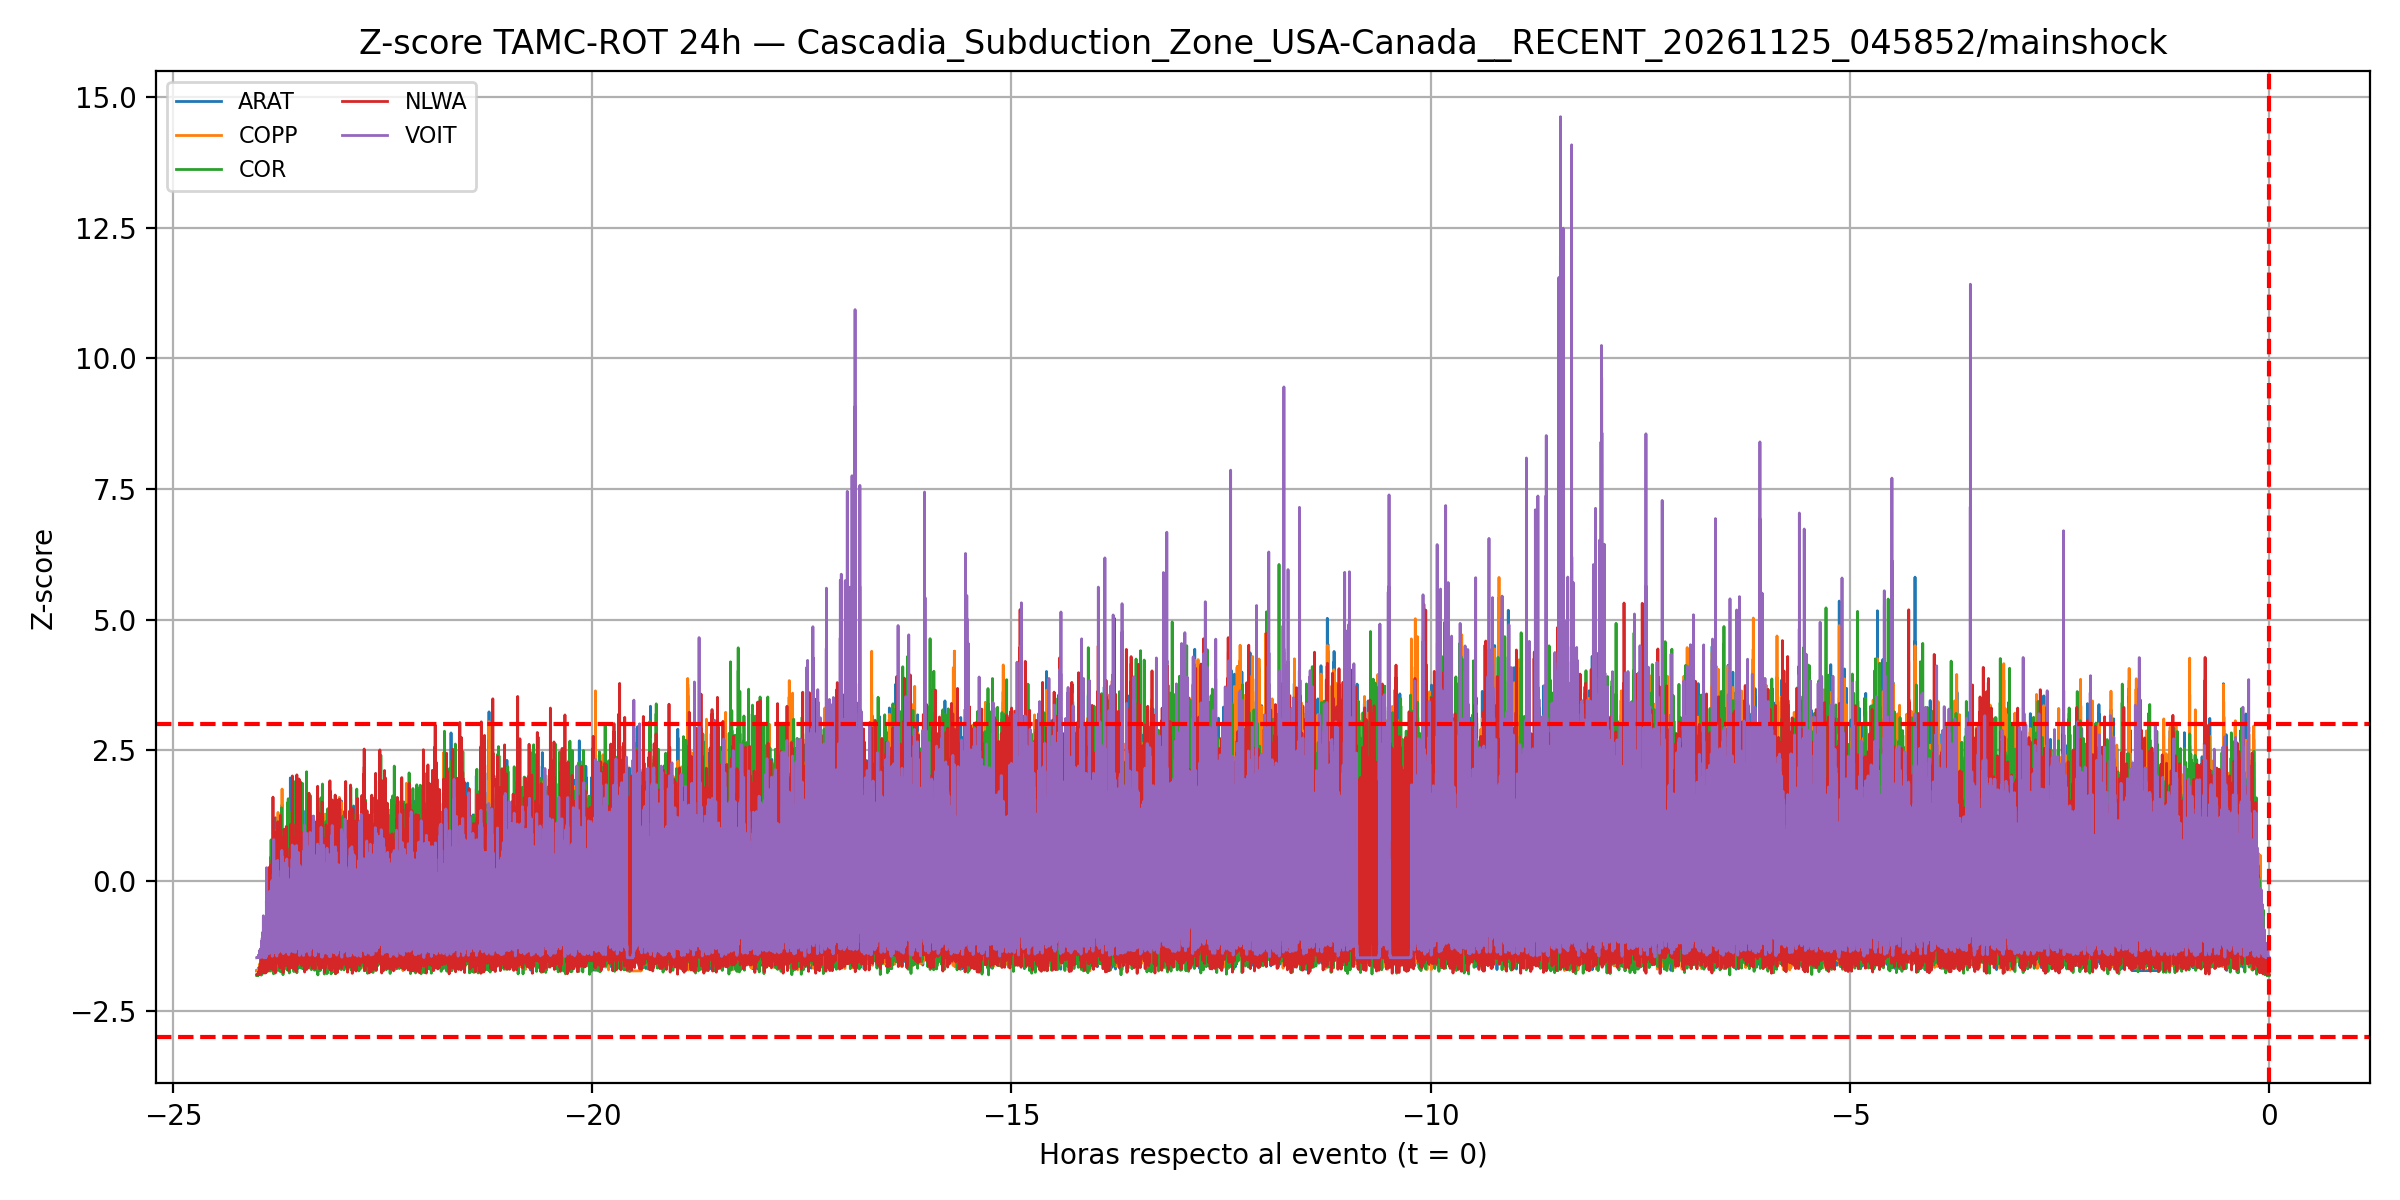 Z-score TAMC-ROT 24h — Cascadia_Subduction_Zone_USA-Canada__RECENT_20261125_045852/mainshock
ARAT
COPP
COR
NLWA
VOIT
15.0
12.5
10.0
7.5
5.0
2.5
0.0
−2.5
Z-score
−25
−20
−15
−10
−5
0
Horas respecto al evento (t = 0)